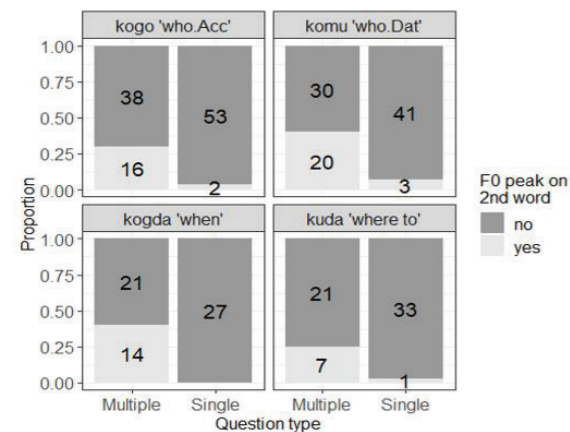 kogo 'who.Acc' komu 'who.Dat'
1.00
0.75
0.50
0.25
0.00
38 53 30 41
16 2 20 3
kogda 'when' kuda 'where to'
1.00
0.75
0.50
0.25
0.00
21 27 21 33
14 7 1
Multiple Single Multiple Single
Question type
Proportion
F0 peak on
2nd word
no
yes